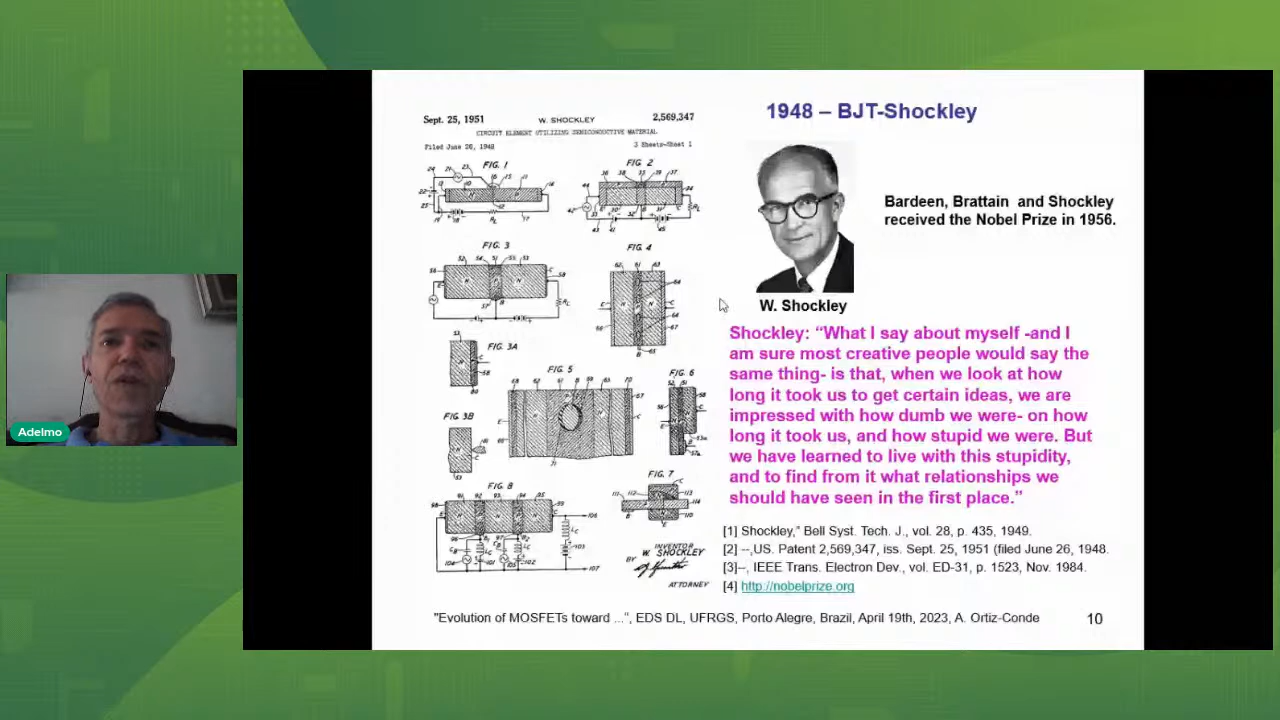 1948 – BJT-Shockley
Sept. 25, 1951
W. SHOCKLEY
2,569,347
CIRCUIT ELEMENT UTILIZING SEMICONDUCTIVE MATERIAL
Filed June 26, 1948
3 Sheets-Sheet 1
FIG. 1
FIG. 2
FIG. 3
FIG. 4
FIG. 3A
FIG. 5
FIG. 6
FIG. 3B
FIG. 7
FIG. 8
INVENTOR
W. SHOCKLEY
BY
ATTORNEY
Bardeen, Brattain and Shockley
received the Nobel Prize in 1956.
W. Shockley
Shockley: “What I say about myself -and I
am sure most creative people would say the
same thing- is that, when we look at how
long it took us to get certain ideas, we are
impressed with how dumb we were- on how
long it took us, and how stupid we were. But
we have learned to live with this stupidity,
and to find from it what relationships we
should have seen in the first place.”
[1] Shockley,” Bell Syst. Tech. J., vol. 28, p. 435, 1949.
[2] --,US. Patent 2,569,347, iss. Sept. 25, 1951 (filed June 26, 1948.
[3]--, IEEE Trans. Electron Dev., vol. ED-31, p. 1523, Nov. 1984.
[4] http://nobelprize.org
"Evolution of MOSFETs toward ...", EDS DL, UFRGS, Porto Alegre, Brazil, April 19th, 2023, A. Ortiz-Conde
10
Adelmo